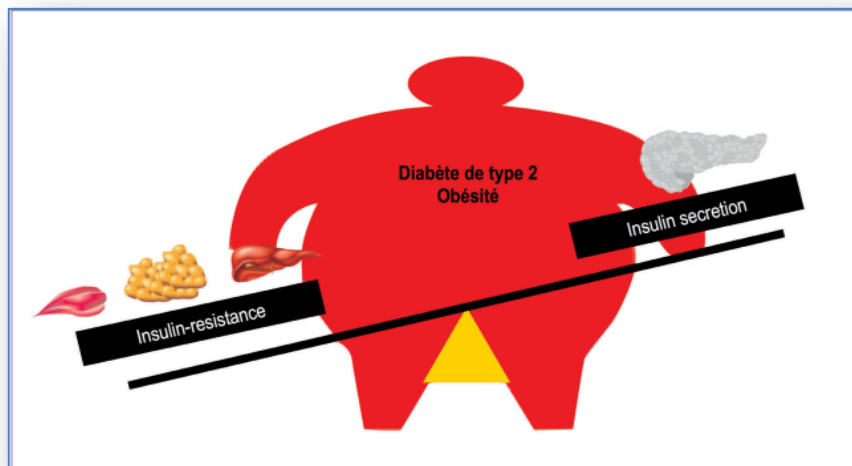 Diabète de type 2
Obésité
Insulin secretion
Insulin-resistance